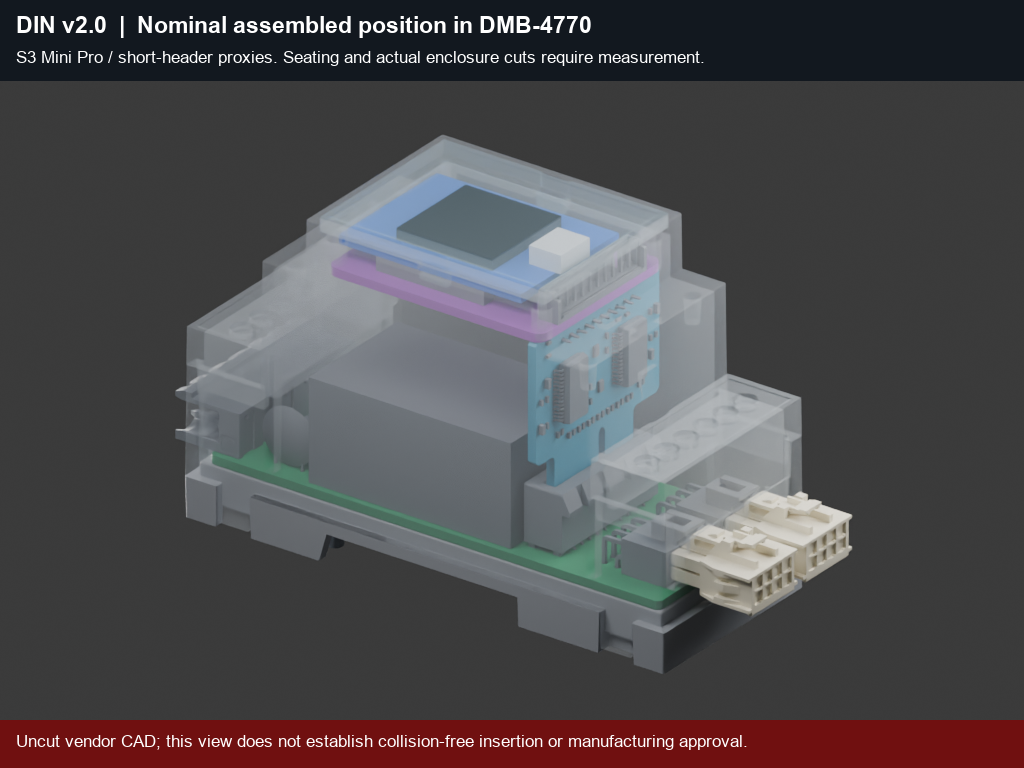 DIN v2.0 | Nominal assembled position in DMB-4770
S3 Mini Pro / short-header proxies. Seating and actual enclosure cuts require measurement.
Uncut vendor CAD; this view does not establish collision-free insertion or manufacturing approval.